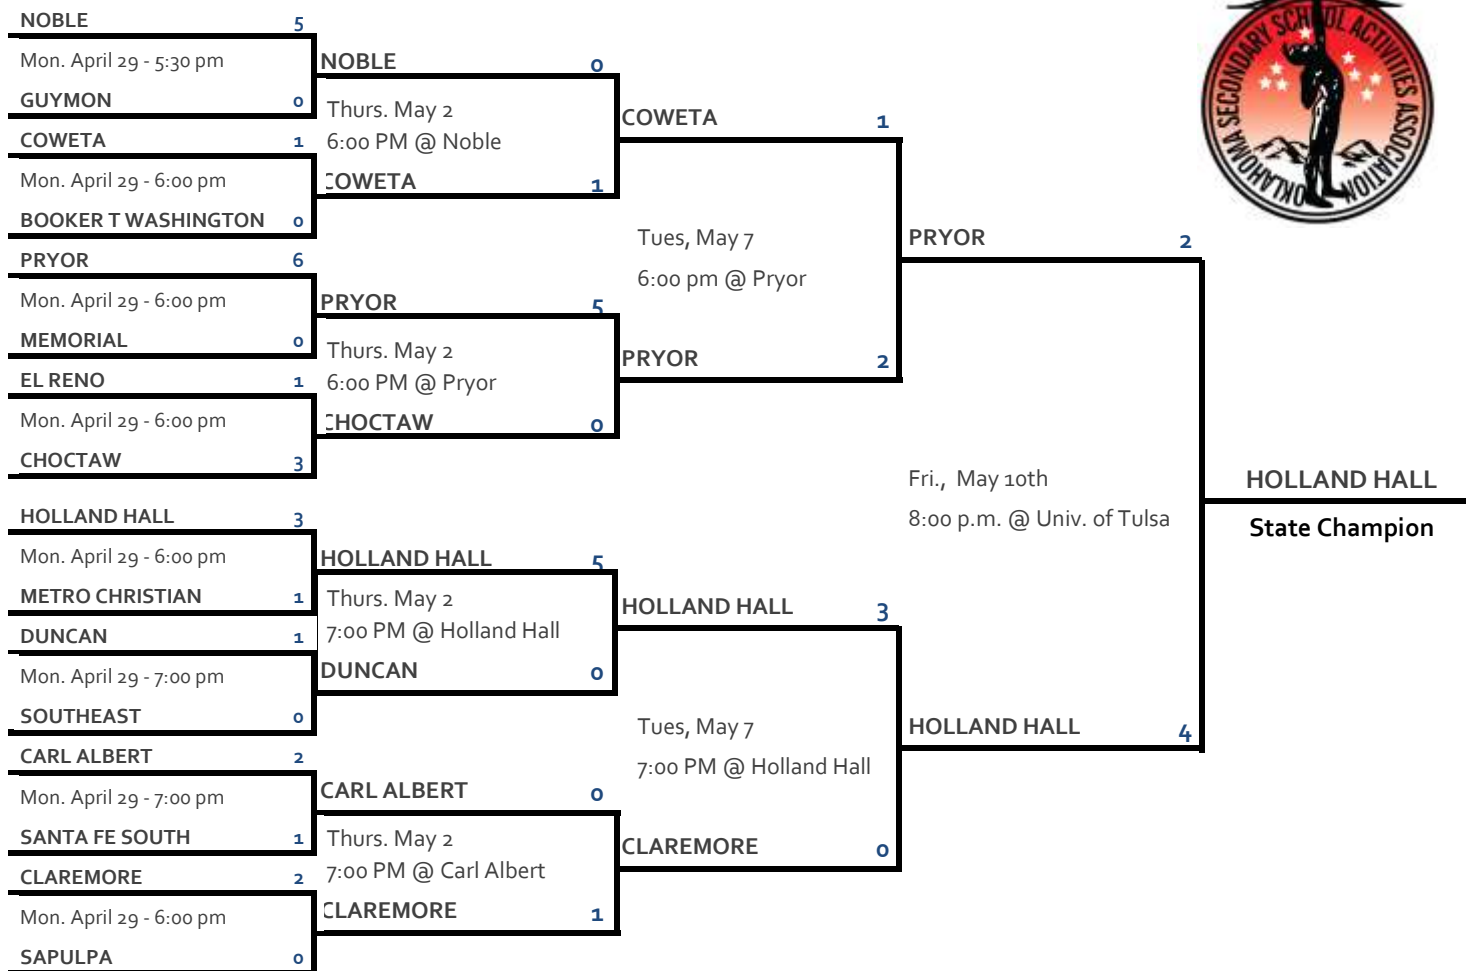 NOBLE 5
Mon. April 29 - 5:30 pm
GUYMON 0
COWETA 1
Mon. April 29 - 6:00 pm
BOOKER T WASHINGTON 0
PRYOR 6
Mon. April 29 - 6:00 pm
MEMORIAL 0
EL RENO 1
Mon. April 29 - 6:00 pm
CHOCTAW 3
HOLLAND HALL 3
Mon. April 29 - 6:00 pm
METRO CHRISTIAN 1
DUNCAN 1
Mon. April 29 - 7:00 pm
SOUTHEAST 0
CARL ALBERT 2
Mon. April 29 - 7:00 pm
SANTA FE SOUTH 1
CLAREMORE 2
Mon. April 29 - 6:00 pm
SAPULPA 0
NOBLE 0
Thurs. May 2
6:00 PM @ Noble
COWETA 1
PRYOR 5
Thurs. May 2
6:00 PM @ Pryor
CHOCTAW 0
HOLLAND HALL 5
Thurs. May 2
7:00 PM @ Holland Hall
DUNCAN 0
CARL ALBERT 0
Thurs. May 2
7:00 PM @ Carl Albert
CLAREMORE 1
COWETA 1
Tues, May 7
6:00 pm @ Pryor
PRYOR 2
HOLLAND HALL 3
Tues, May 7
7:00 PM @ Holland Hall
CLAREMORE 0
PRYOR 2
Fri., May 10th
8:00 p.m. @ Univ. of Tulsa
HOLLAND HALL 4
HOLLAND HALL
State Champion
OKLAHOMA SECONDARY SCHOOL ACTIVITIES ASSOCIATION